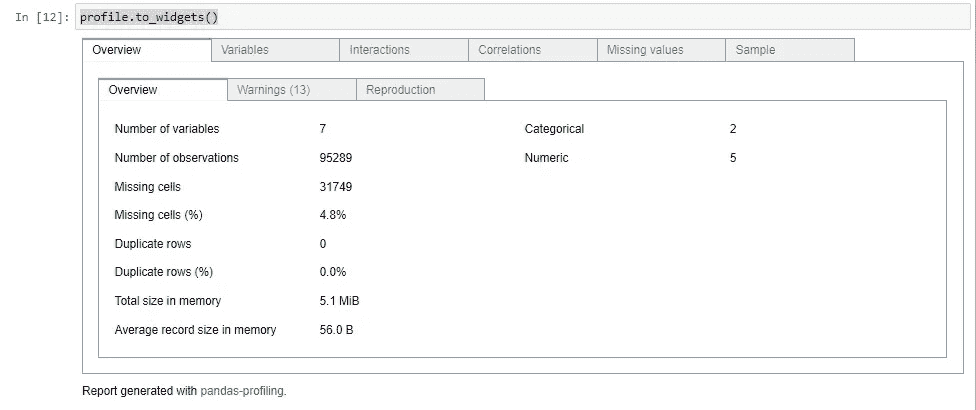 In [12]: profile.to_widgets()
Overview Variables Interactions Correlations Missing values Sample
Overview Warnings (13) Reproduction
Number of variables 7 Categorical 2
Number of observations 95289 Numeric 5
Missing cells 31749
Missing cells (%) 4.8%
Duplicate rows 0
Duplicate rows (%) 0.0%
Total size in memory 5.1 MiB
Average record size in memory 56.0 B
Report generated with pandas-profiling.